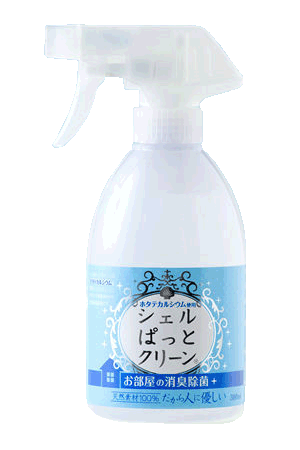 ホタテカルシウム使用
シェル
ぱっと
クリーン
お部屋の消臭除菌+
天然素材100%だから人に優しい